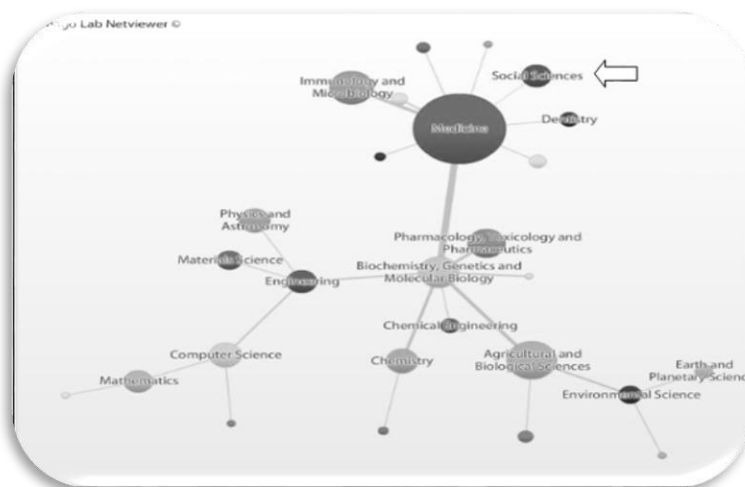 Lab Netviewer ©
Immunology and
Microbiology
Social Sciences
Medicine
Dentistry
Physics and
Astronomy
Pharmacology, Toxicology and
Pharmaceutics
Materials Science
Biochemistry, Genetics and
Molecular Biology
Engineering
Chemical Engineering
Computer Science
Chemistry
Agricultural and
Biological Sciences
Earth and
Planetary Scienc
Mathematics
Environmental Science